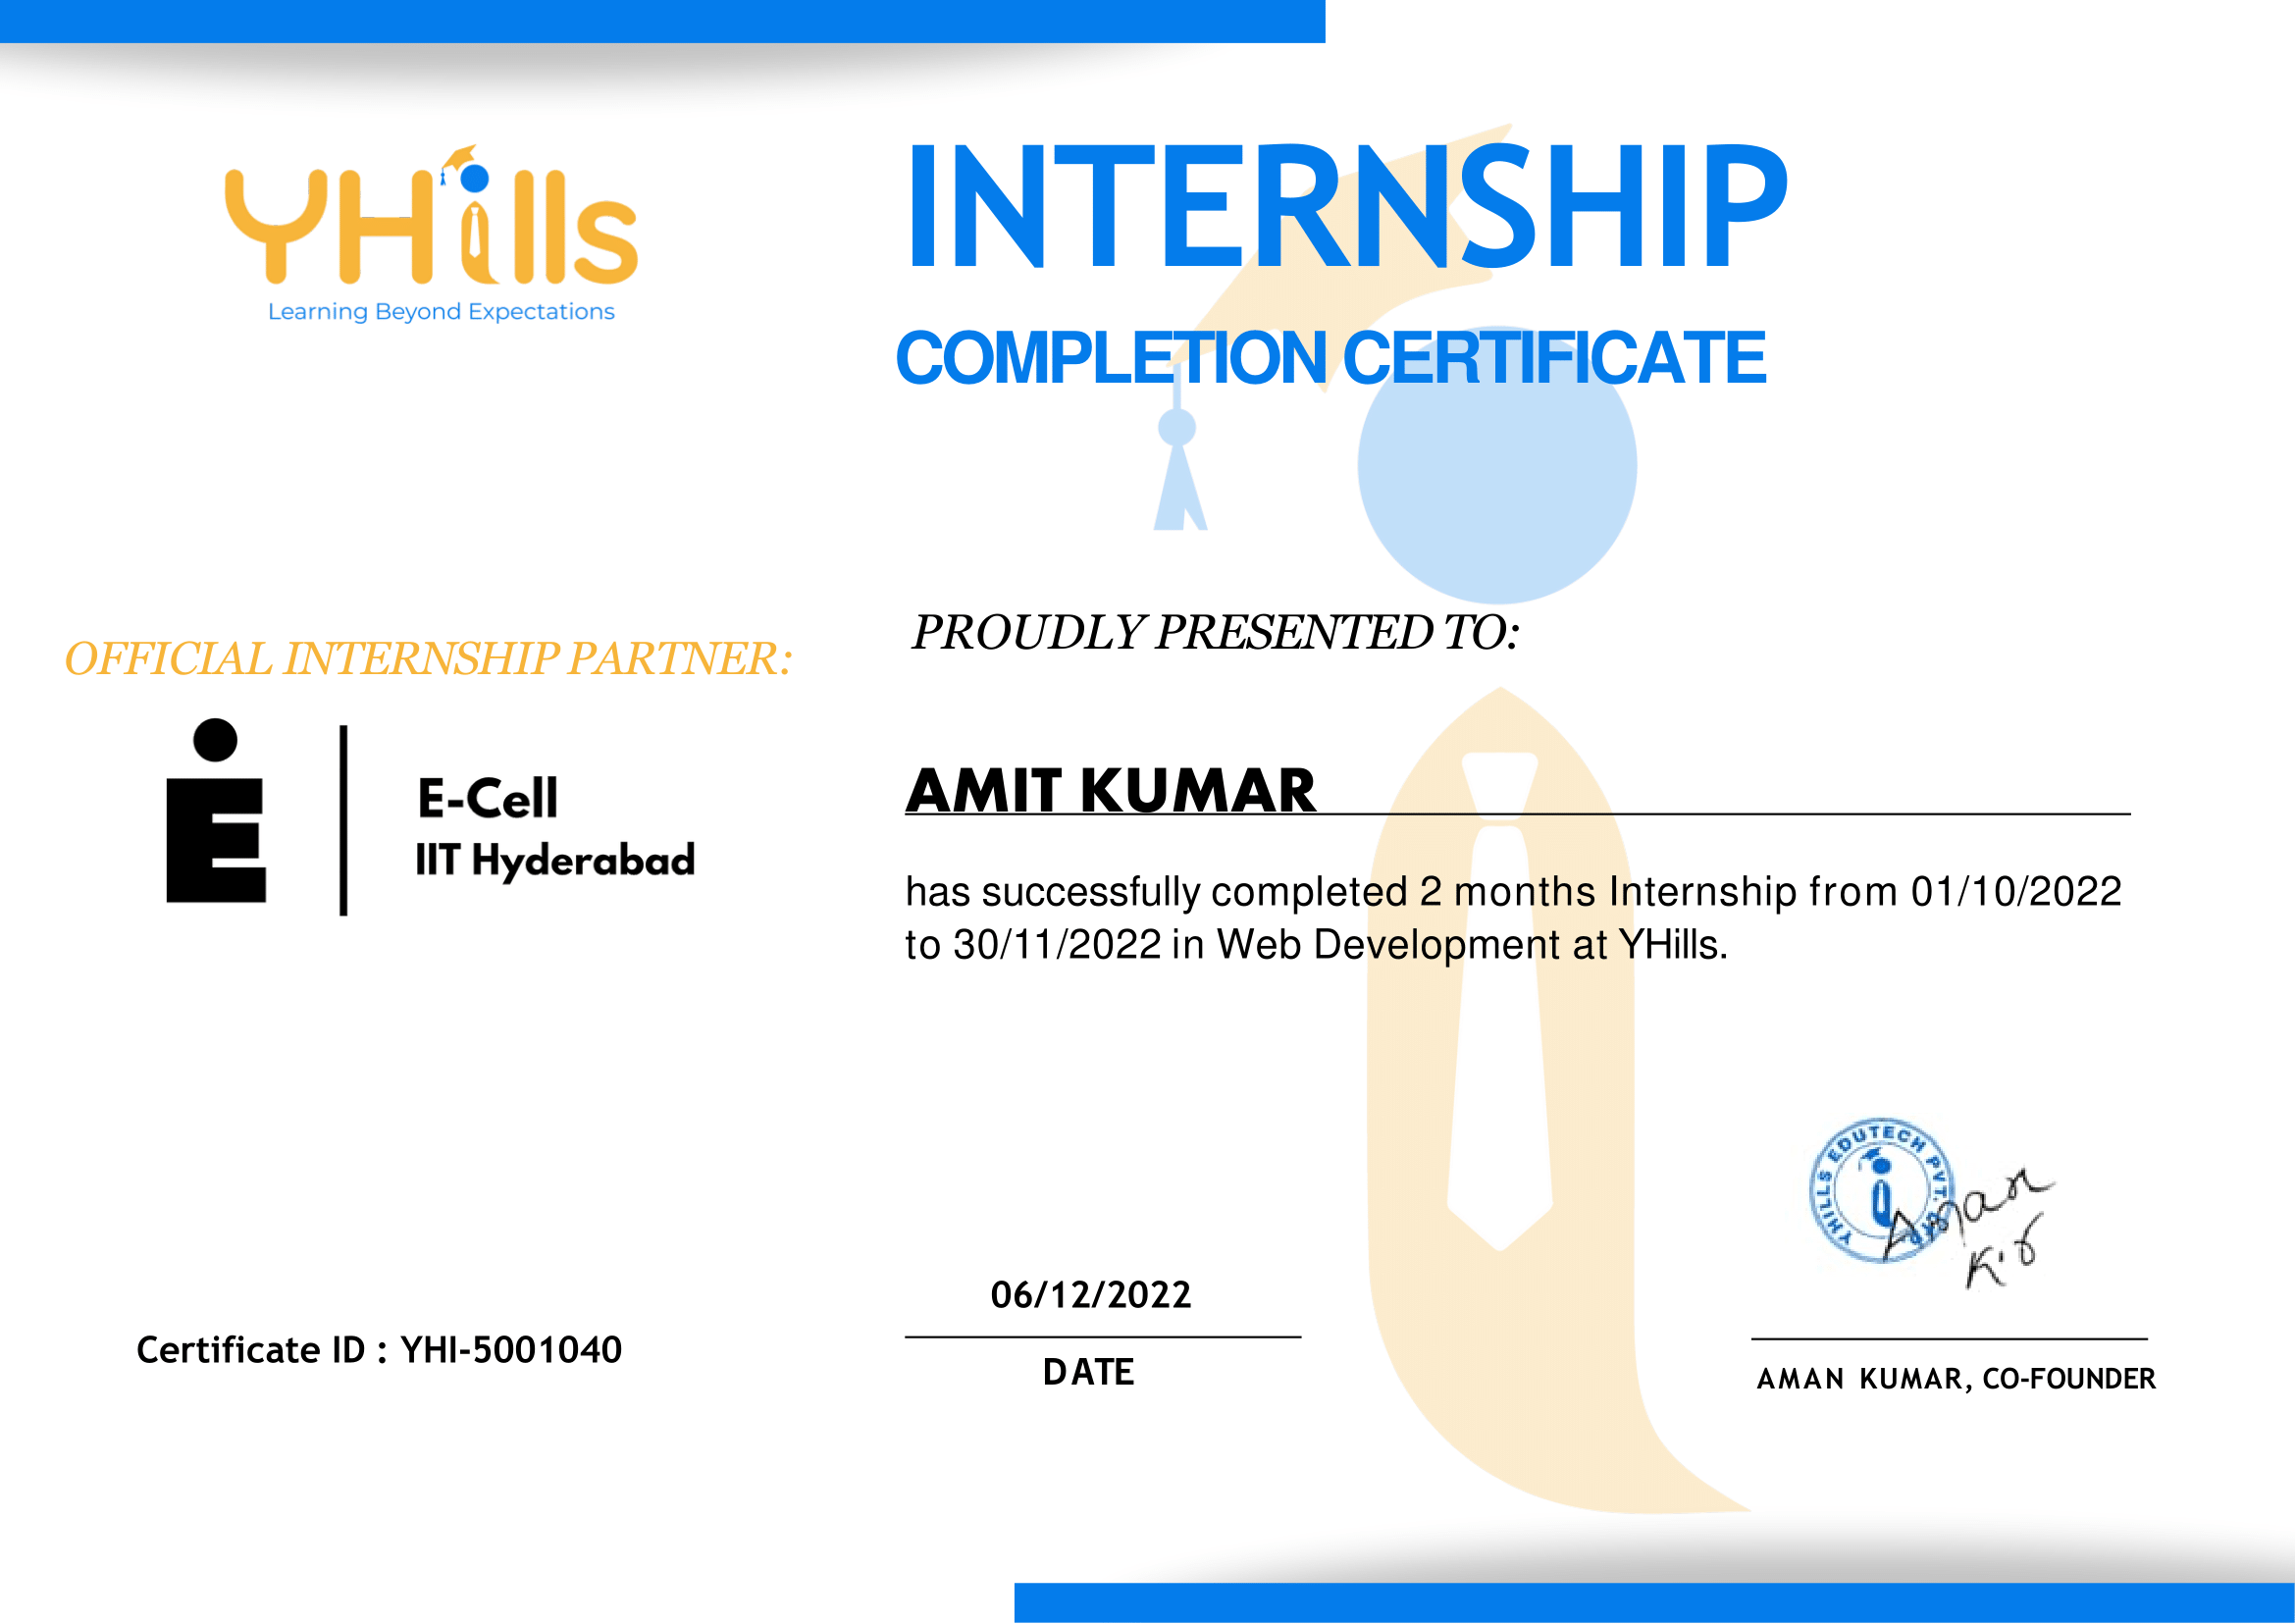 YHills
Learning Beyond Expectations
INTERNSHIP
COMPLETION CERTIFICATE
OFFICIAL INTERNSHIP PARTNER:
E-Cell
IIT Hyderabad
PROUDLY PRESENTED TO:
AMIT KUMAR
has successfully completed 2 months Internship from 01/10/2022
to 30/11/2022 in Web Development at YHills.
YHILLS EDUTECH PVT.
Aman
06/12/2022
DATE
Certificate ID : YHI-5001040
AMAN KUMAR, CO-FOUNDER